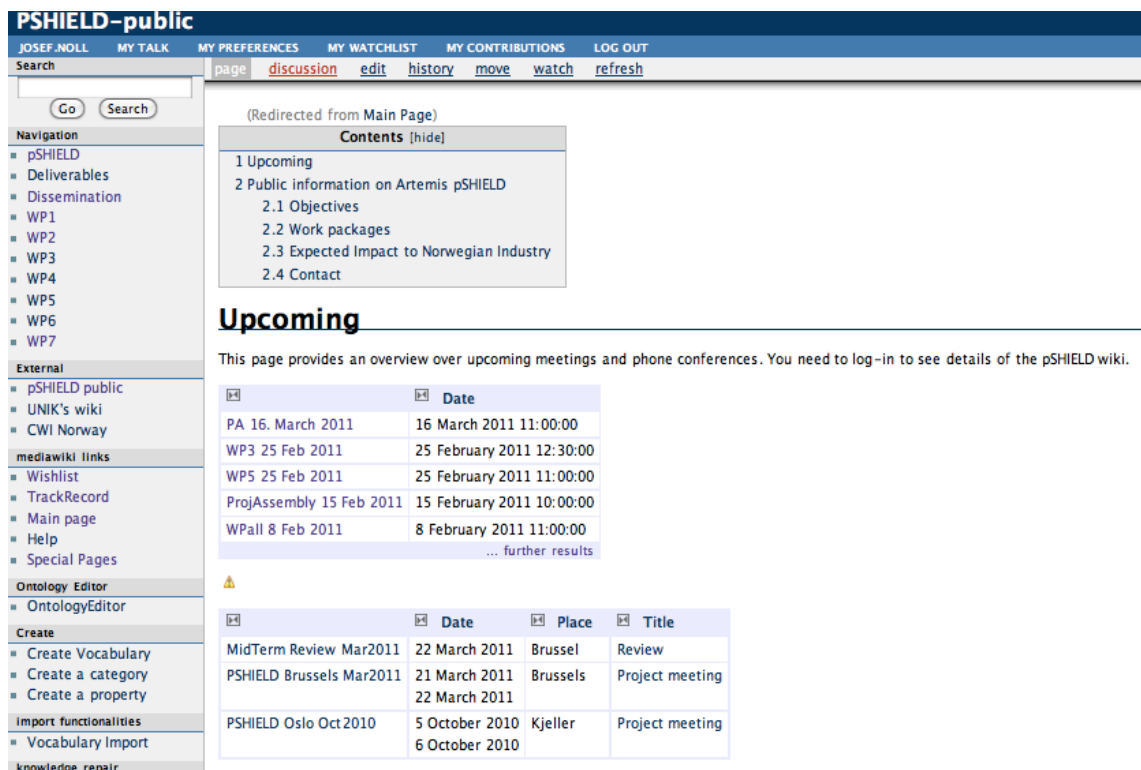 PSHIELD-public
JOSEF.NOLL MY TALK MY PREFERENCES MY WATCHLIST MY CONTRIBUTIONS LOG OUT
Search
Go Search
Navigation
pSHIELD
Deliverables
Dissemination
WP1
WP2
WP3
WP4
WP5
WP6
WP7
External
pSHIELD public
UNIK's wiki
CWI Norway
mediawiki links
Wishlist
TrackRecord
Main page
Help
Special Pages
Ontology Editor
OntologyEditor
Create
Create Vocabulary
Create a category
Create a property
import functionalities
Vocabulary Import
knowledge repair
page discussion edit history move watch refresh
(Redirected from Main Page)
Contents [hide]
1 Upcoming
2 Public information on Artemis pSHIELD
2.1 Objectives
2.2 Work packages
2.3 Expected Impact to Norwegian Industry
2.4 Contact
Upcoming
This page provides an overview over upcoming meetings and phone conferences. You need to log-in to see details of the pSHIELD wiki.
Date
PA 16. March 2011 16 March 2011 11:00:00
WP3 25 Feb 2011 25 February 2011 12:30:00
WP5 25 Feb 2011 25 February 2011 11:00:00
ProjAssembly 15 Feb 2011 15 February 2011 10:00:00
WPall 8 Feb 2011 8 February 2011 11:00:00
... further results
Date Place Title
MidTerm Review Mar2011 22 March 2011 Brussel Review
PSHIELD Brussels Mar2011 21 March 2011 Brussels Project meeting
22 March 2011
PSHIELD Oslo Oct2010 5 October 2010 Kjeller Project meeting
6 October 2010